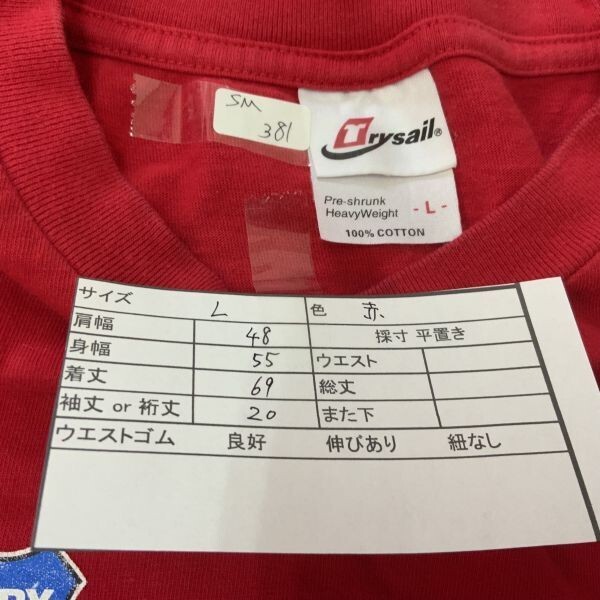 SM
381
Trysail®
Pre-shrunk
HeavyWeight -L-
100% COTTON
サイズ L 色 赤
肩幅 48 採寸 平置き
身幅 55 ウエスト
着丈 69 総丈
袖丈 or 裄丈 20 また下
ウエストゴム 良好 伸びあり 紐なし